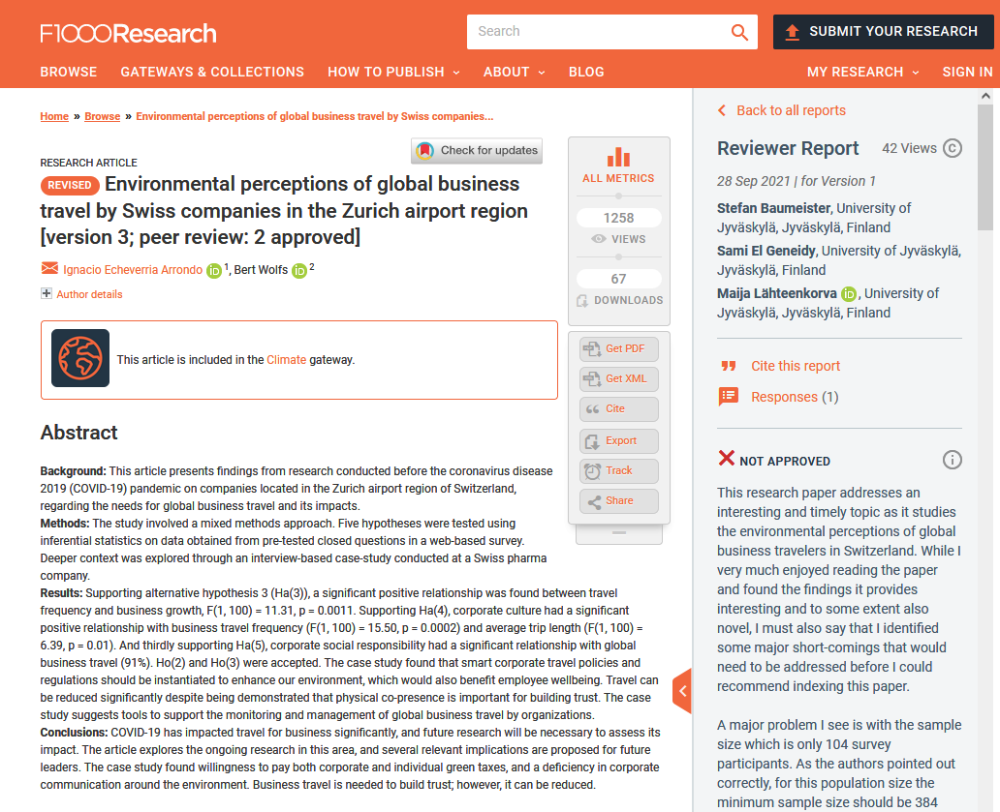 F1000Research
Search
SUBMIT YOUR RESEARCH
BROWSE GATEWAYS & COLLECTIONS HOW TO PUBLISH ABOUT BLOG MY RESEARCH SIGN IN
Home » Browse » Environmental perceptions of global business travel by Swiss companies...
Check for updates
RESEARCH ARTICLE
REVISED Environmental perceptions of global business
travel by Swiss companies in the Zurich airport region
[version 3; peer review: 2 approved]
Ignacio Echeverria Arrondo iD 1, Bert Wolfs iD 2
Author details
This article is included in the Climate gateway.
Abstract
Background: This article presents findings from research conducted before the coronavirus disease
2019 (COVID-19) pandemic on companies located in the Zurich airport region of Switzerland,
regarding the needs for global business travel and its impacts.
Methods: The study involved a mixed methods approach. Five hypotheses were tested using
inferential statistics on data obtained from pre-tested closed questions in a web-based survey.
Deeper context was explored through an interview-based case-study conducted at a Swiss pharma
company.
Results: Supporting alternative hypothesis 3 (Ha(3)), a significant positive relationship was found between travel
frequency and business growth, F(1, 100) = 11.31, p = 0.0011. Supporting Ha(4), corporate culture had a significant
positive relationship with business travel frequency (F(1, 100) = 15.50, p = 0.0002) and average trip length (F(1, 100) =
6.39, p = 0.01). And thirdly supporting Ha(5), corporate social responsibility had a significant relationship with global
business travel (91%). Ho(2) and Ho(3) were accepted. The case study found that smart corporate travel policies and
regulations should be instantiated to enhance our environment, which would also benefit employee wellbeing. Travel can
be reduced significantly despite being demonstrated that physical co-presence is important for building trust. The case
study suggests tools to support the monitoring and management of global business travel by organizations.
Conclusions: COVID-19 has impacted travel for business significantly, and future research will be necessary to assess its
impact. The article explores the ongoing research in this area, and several relevant implications are proposed for future
leaders. The case study found willingness to pay both corporate and individual green taxes, and a deficiency in corporate
communication around the environment. Business travel is needed to build trust; however, it can be reduced.
ALL METRICS
1258
VIEWS
67
DOWNLOADS
Get PDF
Get XML
Cite
Export
Track
Share
Back to all reports
Reviewer Report 42 Views C
28 Sep 2021 | for Version 1
Stefan Baumeister, University of
Jyväskylä, Jyväskylä, Finland
Sami El Geneidy, University of Jyväskylä,
Jyväskylä, Finland
Maija Lähteenkorva iD, University of
Jyväskylä, Jyväskylä, Finland
Cite this report
Responses (1)
NOT APPROVED
This research paper addresses an
interesting and timely topic as it studies
the environmental perceptions of global
business travelers in Switzerland. While I
very much enjoyed reading the paper
and found the findings it provides
interesting and to some extent also
novel, I must also say that I identified
some major short-comings that would
need to be addressed before I could
recommend indexing this paper.
A major problem I see is with the sample
size which is only 104 survey
participants. As the authors pointed out
correctly, for this population size the
minimum sample size should be 384